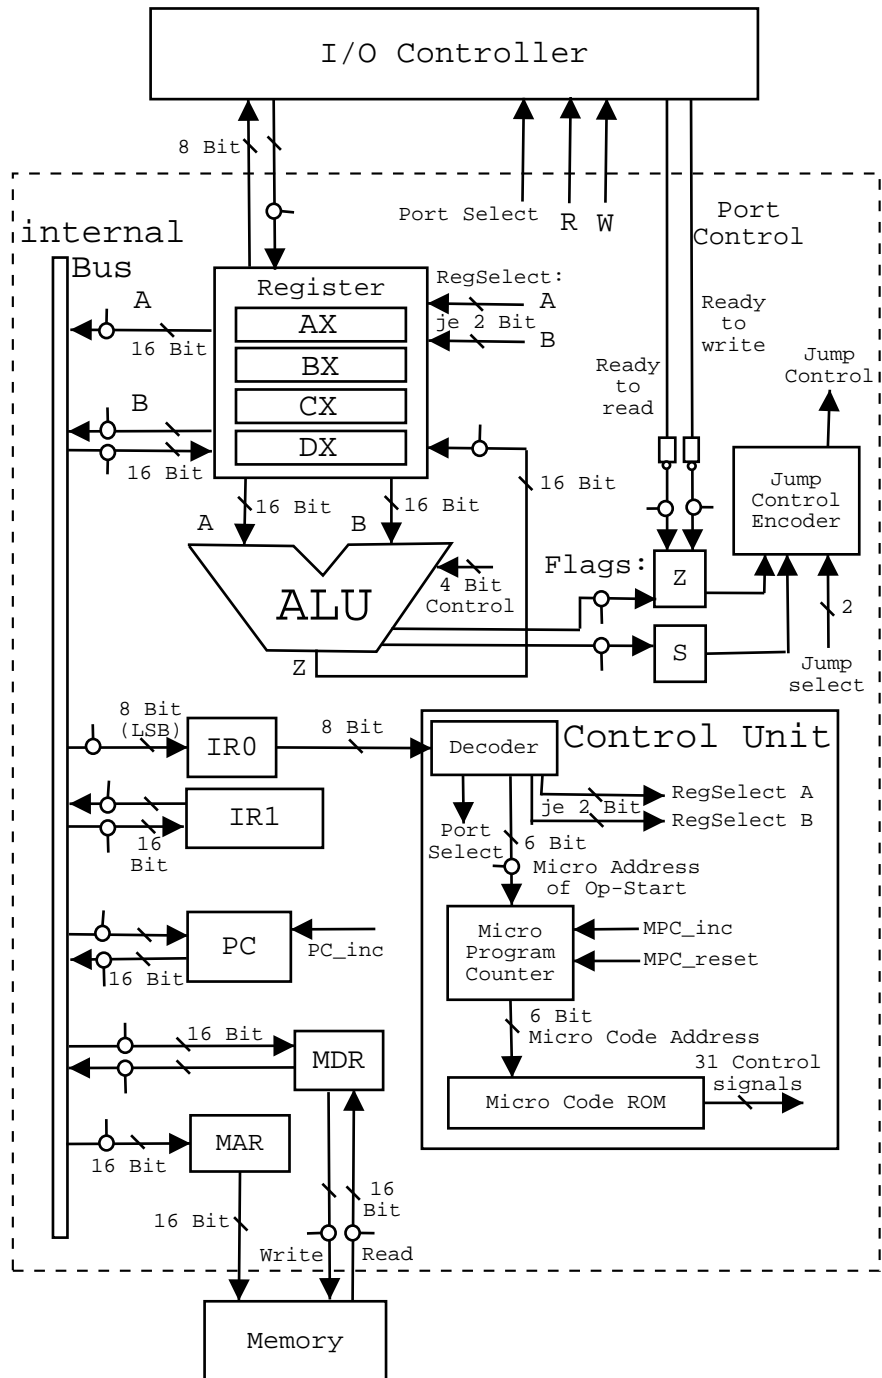 I/O Controller
8 Bit
Port Select
R
W
Port
Control
internal
Bus
Register
AX
BX
CX
DX
RegSelect:
A
je 2 Bit
B
A
16 Bit
B
16 Bit
Ready
to
write
Ready
to
read
Jump
Control
Jump
Control
Encoder
16 Bit
16 Bit
16 Bit
A
B
ALU
4 Bit
Control
Z
Flags:
Z
S
2
Jump
select
8 Bit
(LSB)
IR0
8 Bit
IR1
16
Bit
PC
PC_inc
16 Bit
16 Bit
MDR
MAR
16 Bit
16 Bit
16
Bit
Write
Read
Memory
Control Unit
Decoder
RegSelect A
je 2 Bit
RegSelect B
Port
Select
6 Bit
Micro Address
of Op-Start
Micro
Program
Counter
MPC_inc
MPC_reset
6 Bit
Micro Code Address
Micro Code ROM
31 Control
signals